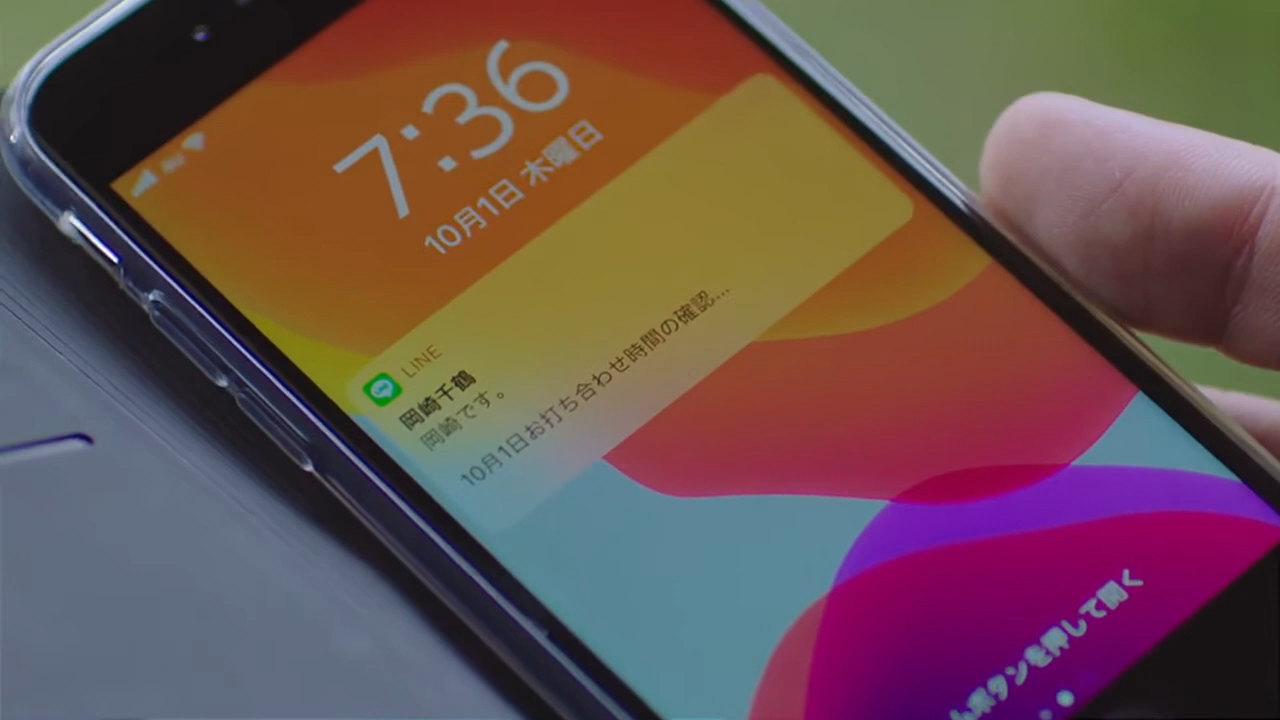 7:36
10月1日 木曜日
LINE
岡崎千鶴
岡崎です。
10月1日お打ち合わせ時間の確認…
ム ボタンを押して開く